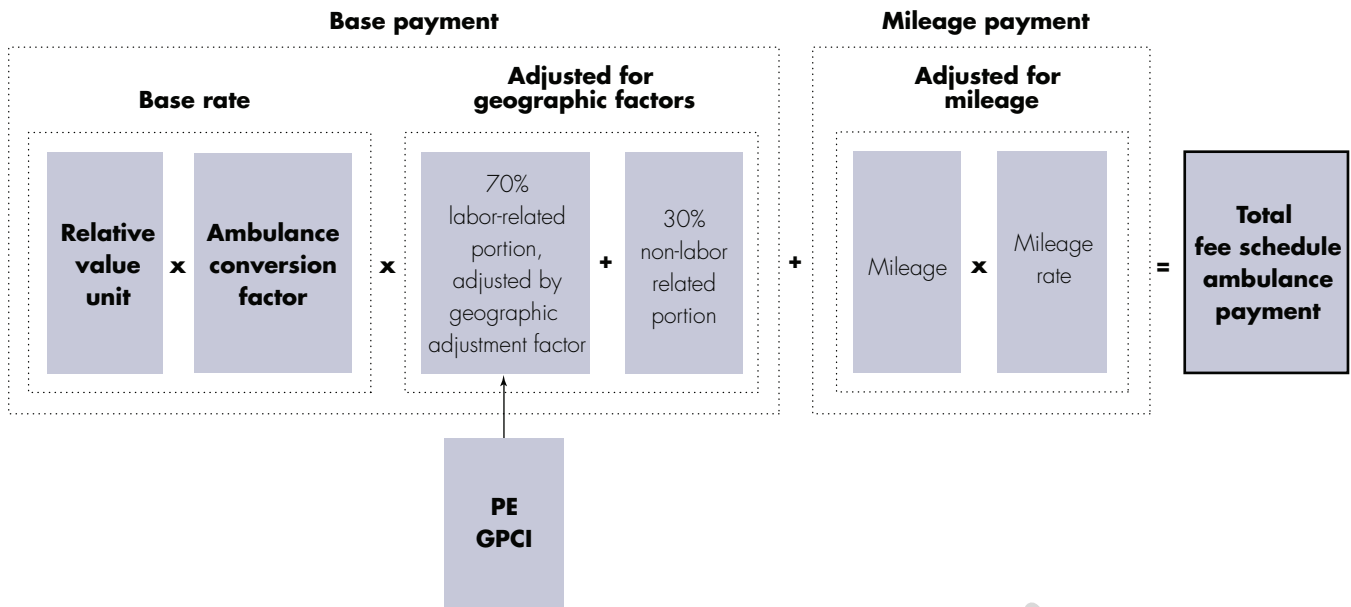 Base payment
Mileage payment
Base rate
Adjusted for
geographic factors
Adjusted for
mileage
Relative
value
unit
x
Ambulance
conversion
factor
x
70%
labor-related
portion,
adjusted by
geographic
adjustment factor
+
30%
non-labor
related
portion
+
Mileage
x
Mileage
rate
=
Total
fee schedule
ambulance
payment
PE
GPCI